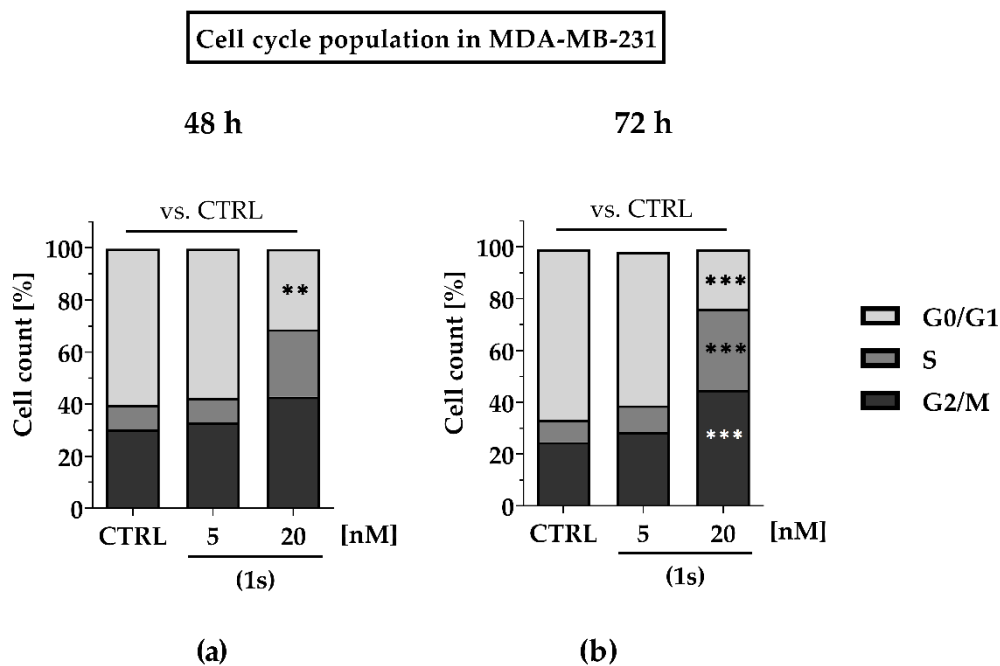 Cell cycle population in MDA-MB-231
48 h
72 h
vs. CTRL
vs. CTRL
Cell count [%]
100
80
60
40
20
0
**
CTRL
5
20
[nM]
(1s)
Cell count [%]
100
80
60
40
20
0
***
***
***
CTRL
5
20
[nM]
(1s)
G0/G1
S
G2/M
(a)
(b)